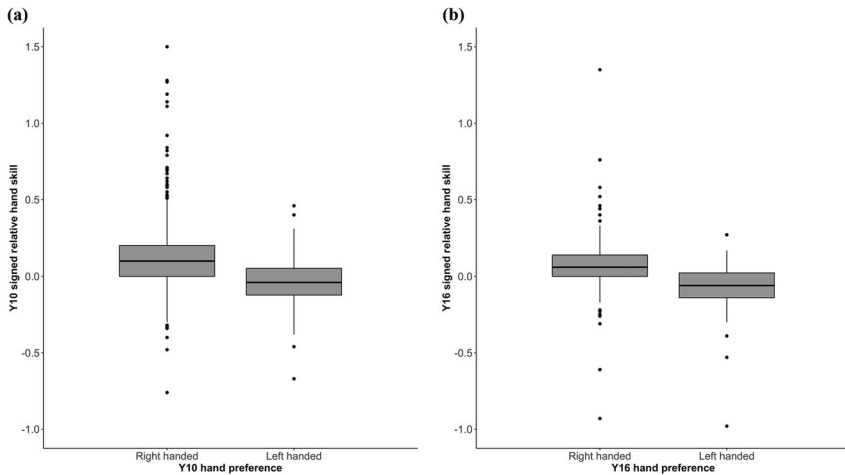 (a)
Y10 signed relative hand skill
1.5
1.0
0.5
0.0
-0.5
-1.0
Right handed
Left handed
Y10 hand preference
(b)
Y16 signed relative hand skill
1.5
1.0
0.5
0.0
-0.5
-1.0
Right handed
Left handed
Y16 hand preference